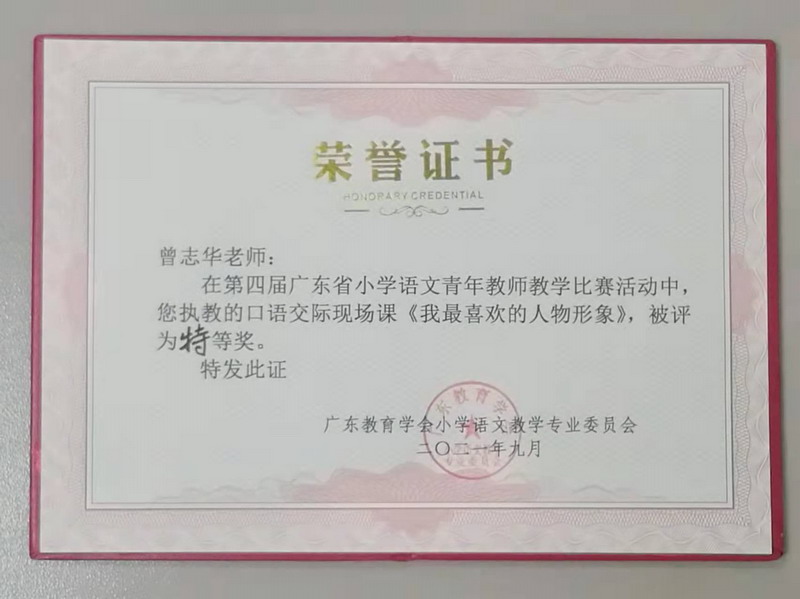 荣誉证书
HONORARY CREDENTIAL
曾志华老师：
在第四届广东省小学语文青年教师教学比赛活动中，
您执教的口语交际现场课《我最喜欢的人物形象》，被评
为特等奖。
特发此证
广东教育学会小学语文教学专业委员会
二〇二一年九月